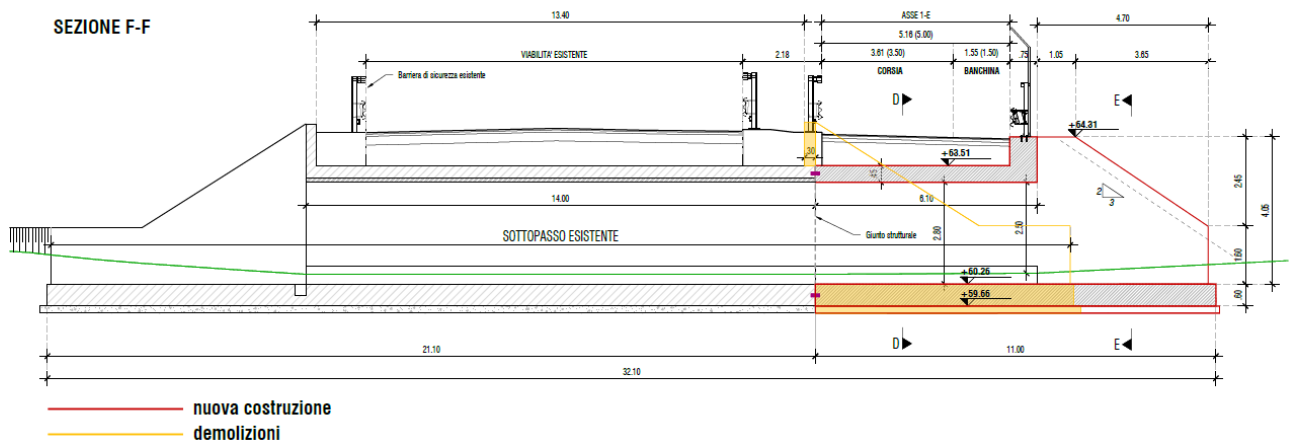 SEZIONE F-F
13.40
ASSE 1-E
4.70
5.16 (5.00)
VIABILITA' ESISTENTE
2.18
3.61 (3.50)
1.55 (1.50)
.75
1.05
3.65
CORSIA
BANCHINA
Barriera di sicurezza esistente
D
E
+64.31
.30
+63.51
.45
2.45
4.05
2
3
14.00
6.10
SOTTOPASSO ESISTENTE
Giunto strutturale
2.80
2.50
1.60
+60.26
+59.66
.60
D
E
21.10
11.00
32.10
nuova costruzione
demolizioni